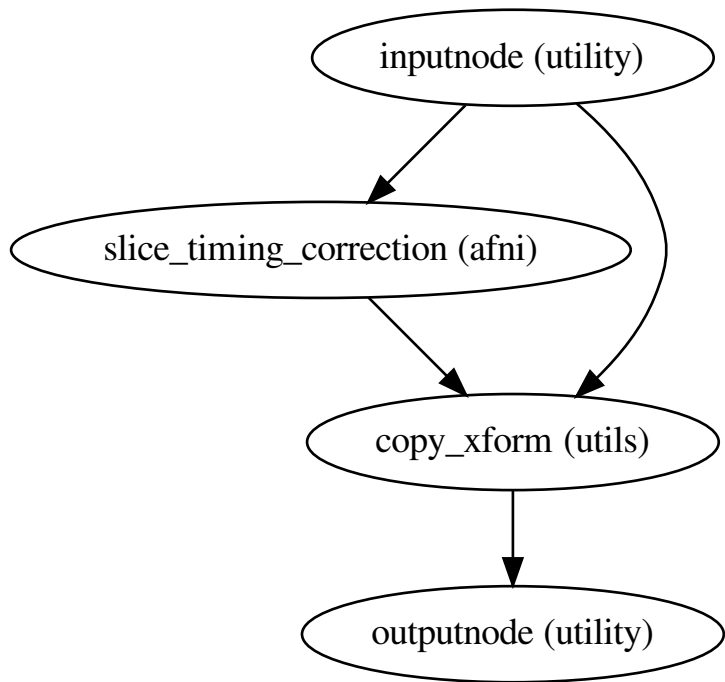 inputnode (utility)
slice_timing_correction (afni)
copy_xform (utils)
outputnode (utility)